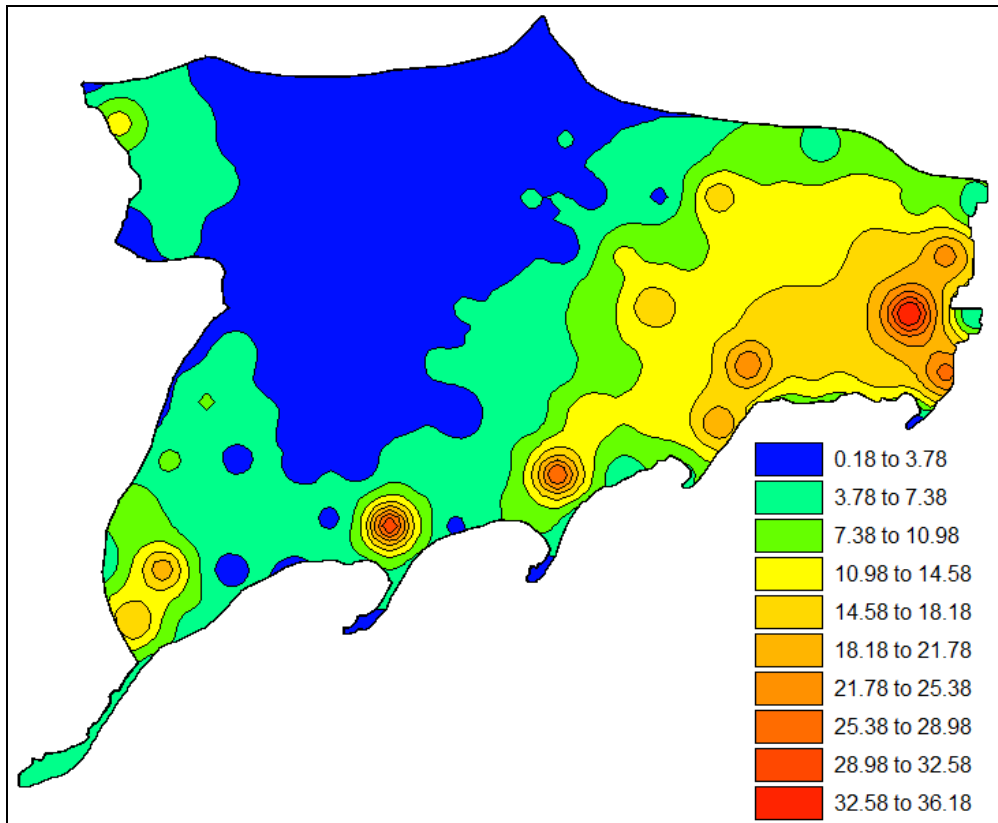 0.18 to 3.78
3.78 to 7.38
7.38 to 10.98
10.98 to 14.58
14.58 to 18.18
18.18 to 21.78
21.78 to 25.38
25.38 to 28.98
28.98 to 32.58
32.58 to 36.18